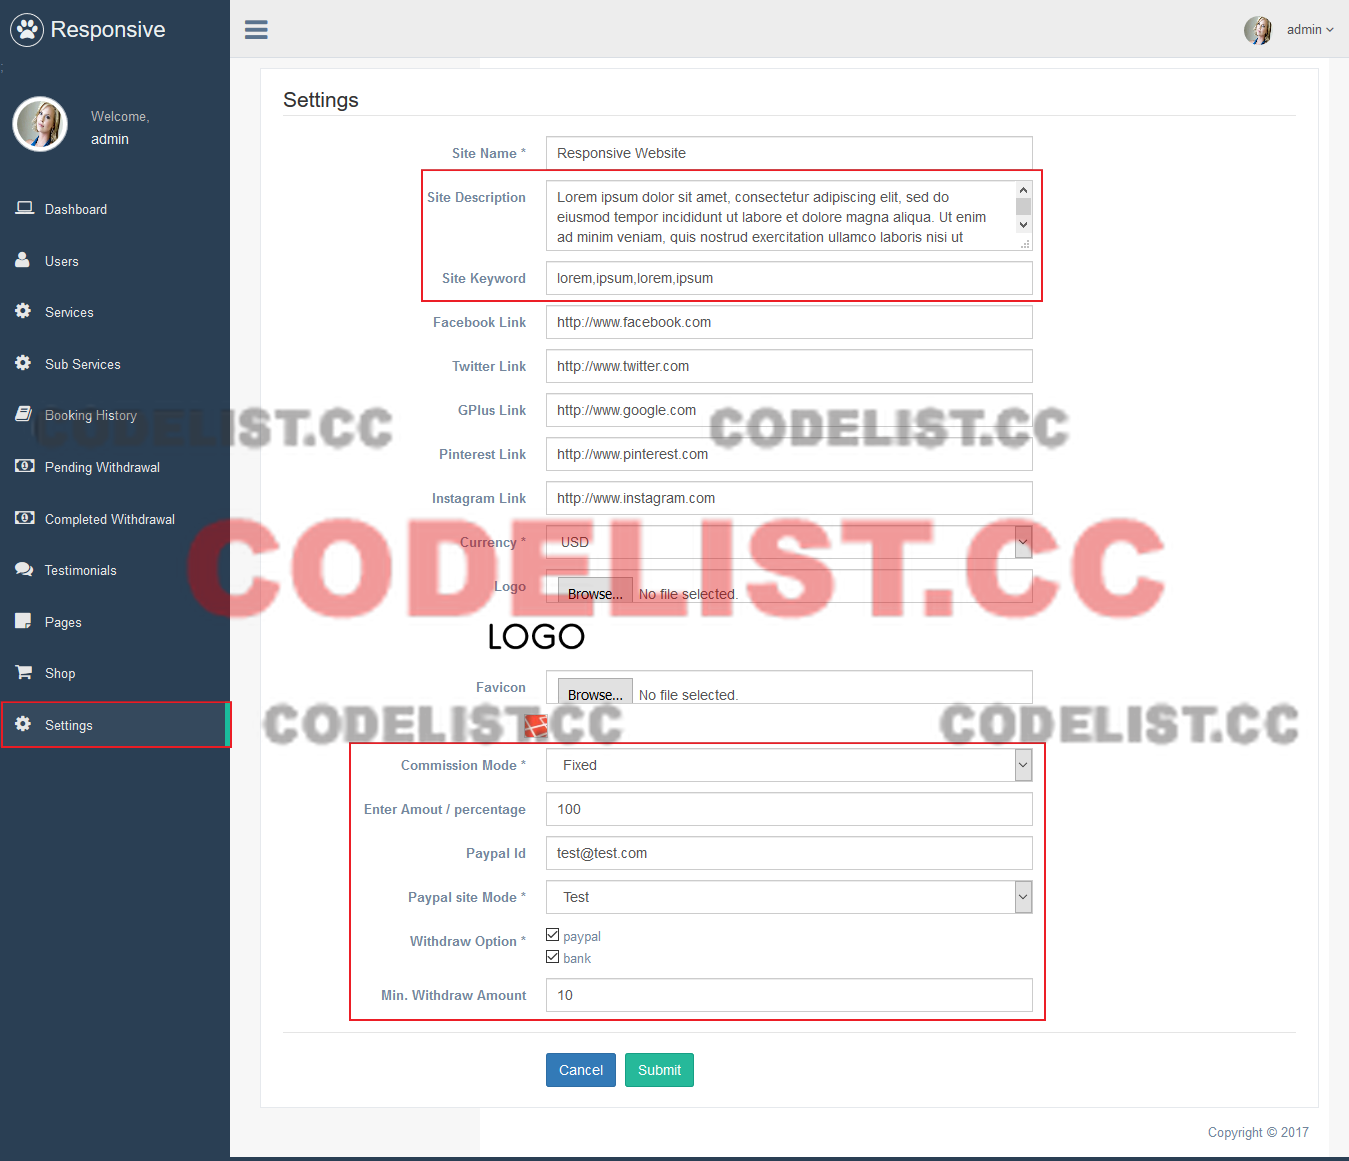 Responsive
admin
;
Welcome,
admin
Dashboard
Users
Services
Sub Services
Booking History
Pending Withdrawal
Completed Withdrawal
Testimonials
Pages
Shop
Settings
Settings
Site Name *
Responsive Website
Site Description
Lorem ipsum dolor sit amet, consectetur adipiscing elit, sed do
eiusmod tempor incididunt ut labore et dolore magna aliqua. Ut enim
ad minim veniam, quis nostrud exercitation ullamco laboris nisi ut
Site Keyword
lorem,ipsum,lorem,ipsum
Facebook Link
http://www.facebook.com
Twitter Link
http://www.twitter.com
GPlus Link
http://www.google.com
CODELIST.CC
CODELIST.CC
Pinterest Link
http://www.pinterest.com
Instagram Link
http://www.instagram.com
Currency *
USD
CODELIST.CC
Logo
Browse... No file selected.
LOGO
Favicon
Browse... No file selected.
CODELIST.CC
CODELIST.CC
Commission Mode *
Fixed
Enter Amout / percentage
100
Paypal Id
test@test.com
Paypal site Mode *
Test
Withdraw Option *
paypal
bank
Min. Withdraw Amount
10
Cancel
Submit
Copyright © 2017